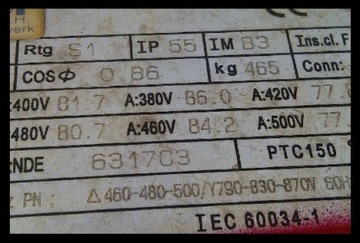 H
werk
Rtg S1 IP 55 IM B3 Ins.cl. F
COSΦ 0 86 kg 465 Conn:
:400V 81.7 A:380V 86.0 A:420V 77.
480V 80.7 A:460V 84.2 A:500V 77.
:NDE 6317C3 PTC150
: PN: Δ460-480-500/Y790-830-870V 60H
IEC 60034-1